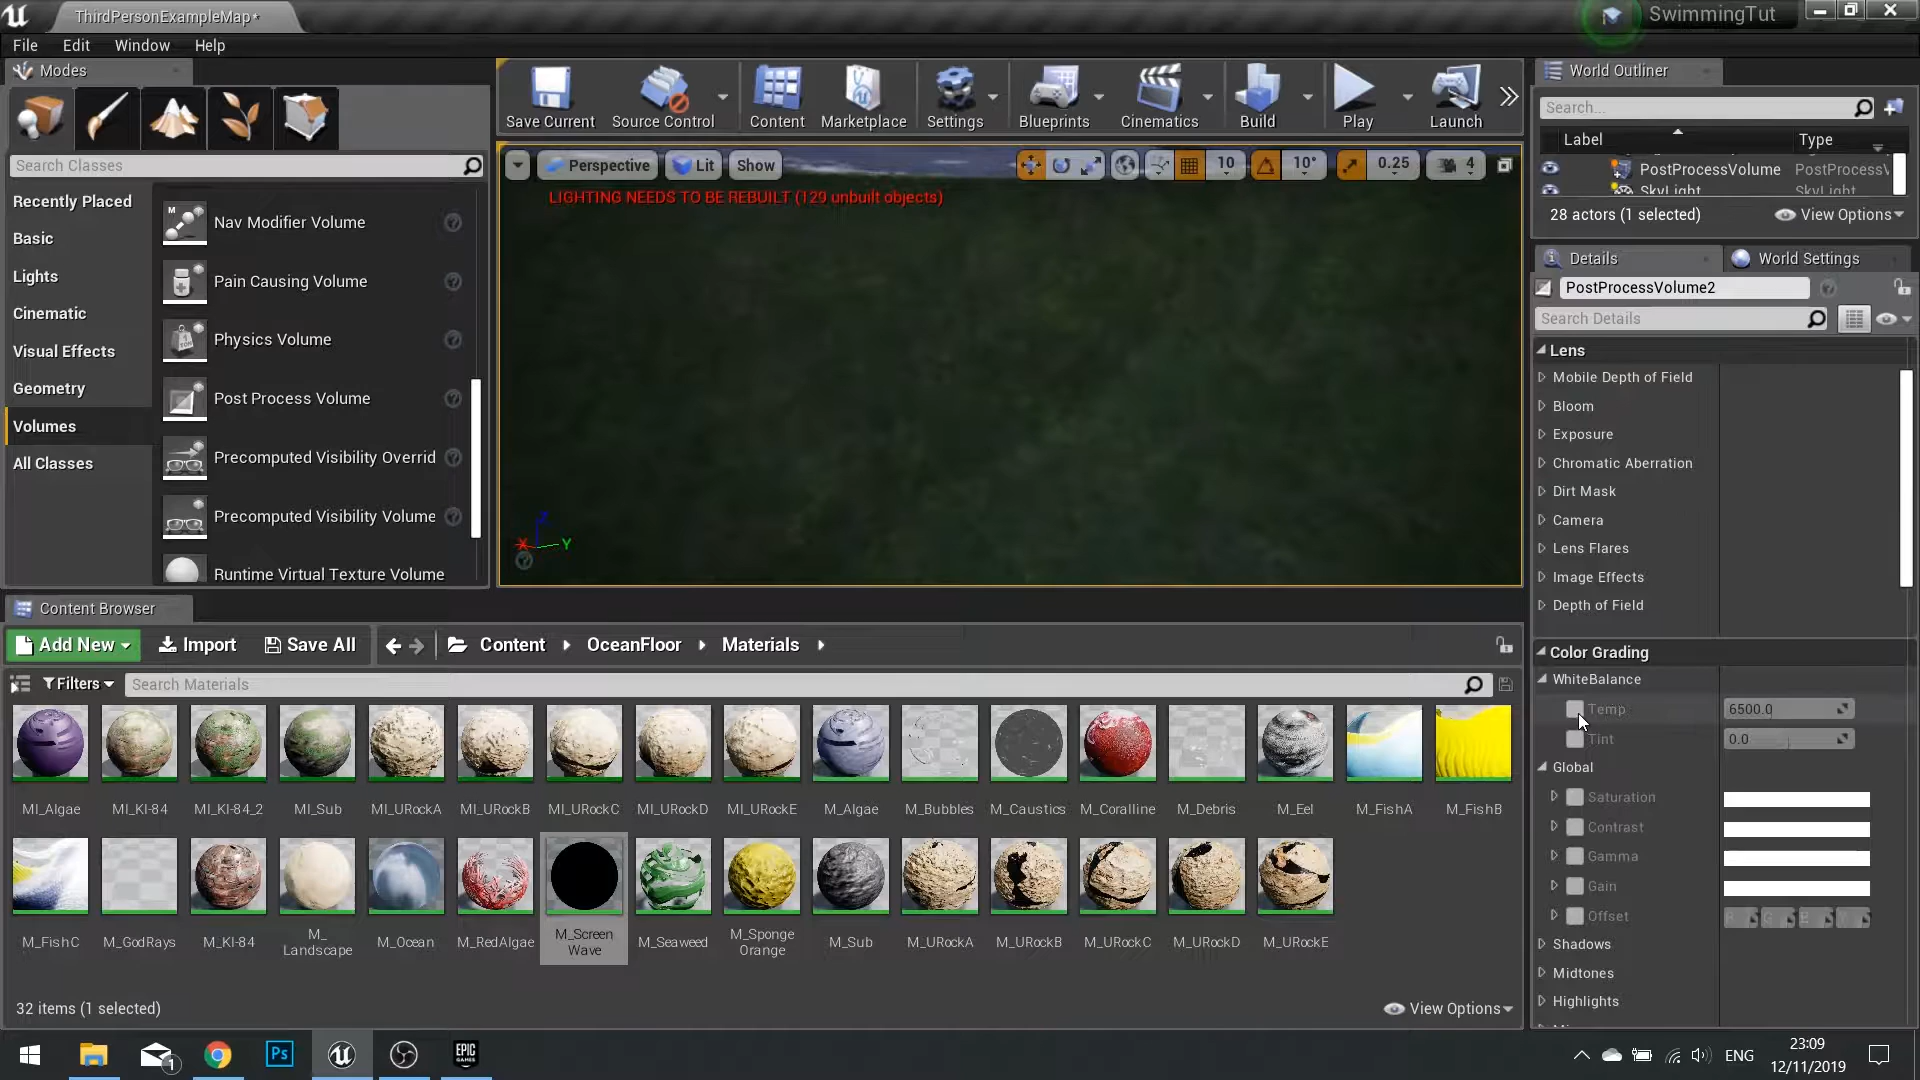 ThirdPersonExampleMap*
SwimmingTut
File Edit Window Help
Modes
Search Classes
Recently Placed
Basic
Lights
Cinematic
Visual Effects
Geometry
Volumes
All Classes
Nav Modifier Volume
Pain Causing Volume
Physics Volume
Post Process Volume
Precomputed Visibility Overrid
Precomputed Visibility Volume
Runtime Virtual Texture Volume
Save Current Source Control Content Marketplace Settings Blueprints Cinematics Build Play Launch
Perspective Lit Show 10 10° 0.25 4
LIGHTING NEEDS TO BE REBUILT (129 unbuilt objects)
X Y Z
World Outliner
Search...
Label Type
PostProcessVolume PostProcessV
SkyLight SkyLight
28 actors (1 selected) View Options
Details World Settings
PostProcessVolume2
Search Details
Lens
Mobile Depth of Field
Bloom
Exposure
Chromatic Aberration
Dirt Mask
Camera
Lens Flares
Image Effects
Depth of Field
Color Grading
WhiteBalance
Temp 6500.0
Tint 0.0
Global
Saturation
Contrast
Gamma
Gain
Offset
Shadows
Midtones
Highlights
Content Browser
Add New Import Save All Content OceanFloor Materials
Filters Search Materials
MI_Algae MI_KI-84 MI_KI-84_2 MI_Sub MI_URockA MI_URockB MI_URockC MI_URockD MI_URockE M_Algae M_Bubbles M_Caustics M_Coralline M_Debris M_Eel M_FishA M_FishB
M_FishC M_GodRays M_KI-84 M_Landscape M_Ocean M_RedAlgae M_Screen Wave M_Seaweed M_Sponge Orange M_Sub M_URockA M_URockB M_URockC M_URockD M_URockE
32 items (1 selected) View Options
1 Ps EPIC GAMES
ENG
23:09
12/11/2019